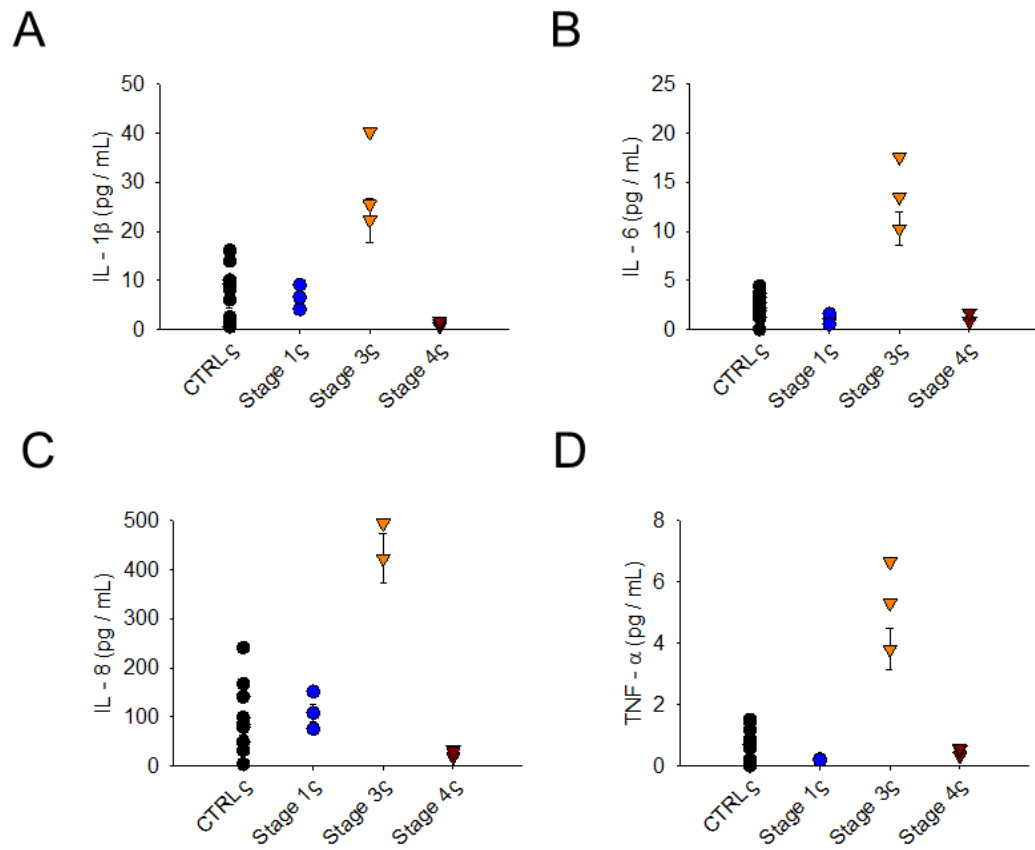 A
B
50
40
30
20
10
0
IL - 1β (pg / mL)
CTRLς
Stage 1ς
Stage 3ς
Stage 4ς
25
20
15
10
5
0
IL - 6 (pg / mL)
CTRLς
Stage 1ς
Stage 3ς
Stage 4ς
C
D
500
400
300
200
100
0
IL - 8 (pg / mL)
CTRLς
Stage 1ς
Stage 3ς
Stage 4ς
8
6
4
2
0
TNF - α (pg / mL)
CTRLς
Stage 1ς
Stage 3ς
Stage 4ς